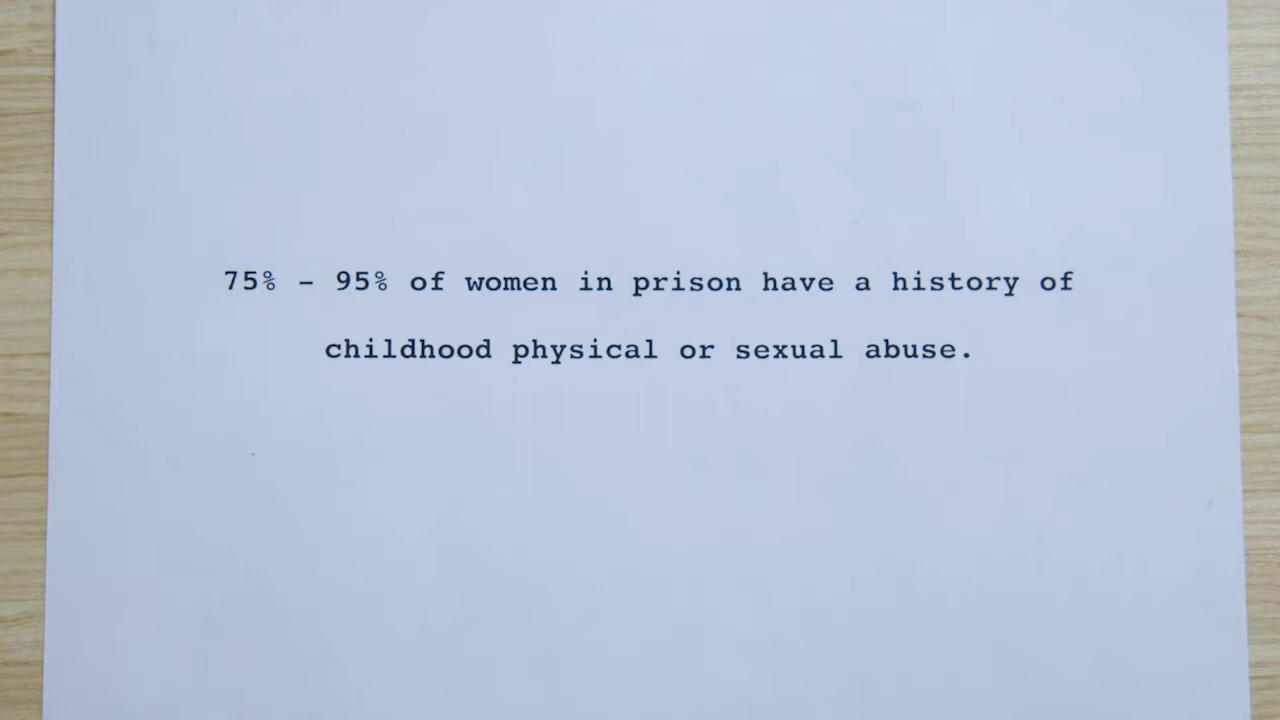 75% - 95% of women in prison have a history of
childhood physical or sexual abuse.